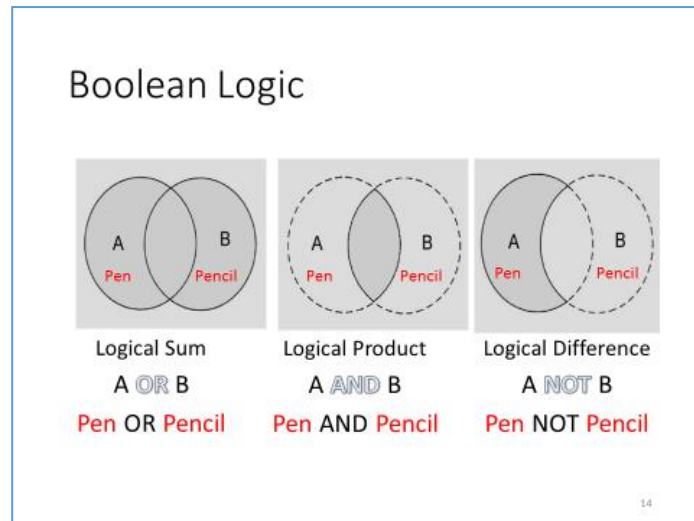 Boolean Logic
A B
Pen Pencil
A B
Pen Pencil
A B
Pen Pencil
Logical Sum
A OR B
Pen OR Pencil
Logical Product
A AND B
Pen AND Pencil
Logical Difference
A NOT B
Pen NOT Pencil
14